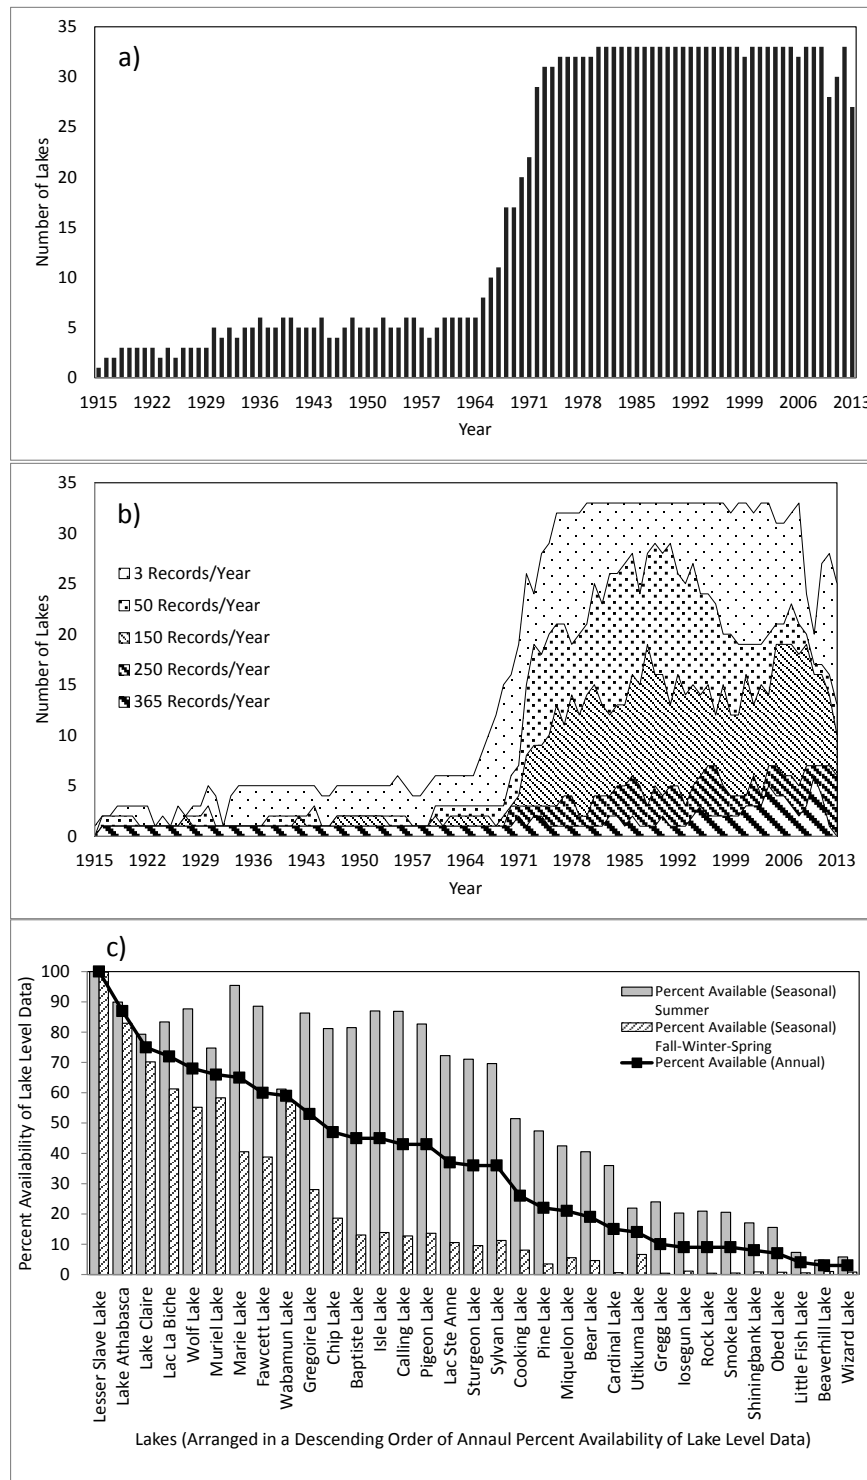 a)
Number of Lakes
35
30
25
20
15
10
5
0
1915 1922 1929 1936 1943 1950 1957 1964 1971 1978 1985 1992 1999 2006 2013
Year
b)
Number of Lakes
35
30
25
20
15
10
5
0
3 Records/Year
50 Records/Year
150 Records/Year
250 Records/Year
365 Records/Year
1915 1922 1929 1936 1943 1950 1957 1964 1971 1978 1985 1992 1999 2006 2013
Year
c)
Percent Availability of Lake Level Data)
100
90
80
70
60
50
40
30
20
10
0
Percent Available (Seasonal)
Summer
Percent Available (Seasonal)
Fall-Winter-Spring
Percent Available (Annual)
Lesser Slave Lake
Lake Athabasca
Lake Claire
Lac La Biche
Wolf Lake
Muriel Lake
Marie Lake
Fawcett Lake
Wabamun Lake
Gregoire Lake
Chip Lake
Baptiste Lake
Isle Lake
Calling Lake
Pigeon Lake
Lac Ste Anne
Sturgeon Lake
Sylvan Lake
Cooking Lake
Pine Lake
Miquelon Lake
Bear Lake
Cardinal Lake
Utikuma Lake
Gregg Lake
Iosegun Lake
Rock Lake
Smoke Lake
Shiningbank Lake
Obed Lake
Little Fish Lake
Beaverhill Lake
Wizard Lake
Lakes (Arranged in a Descending Order of Annaul Percent Availability of Lake Level Data)